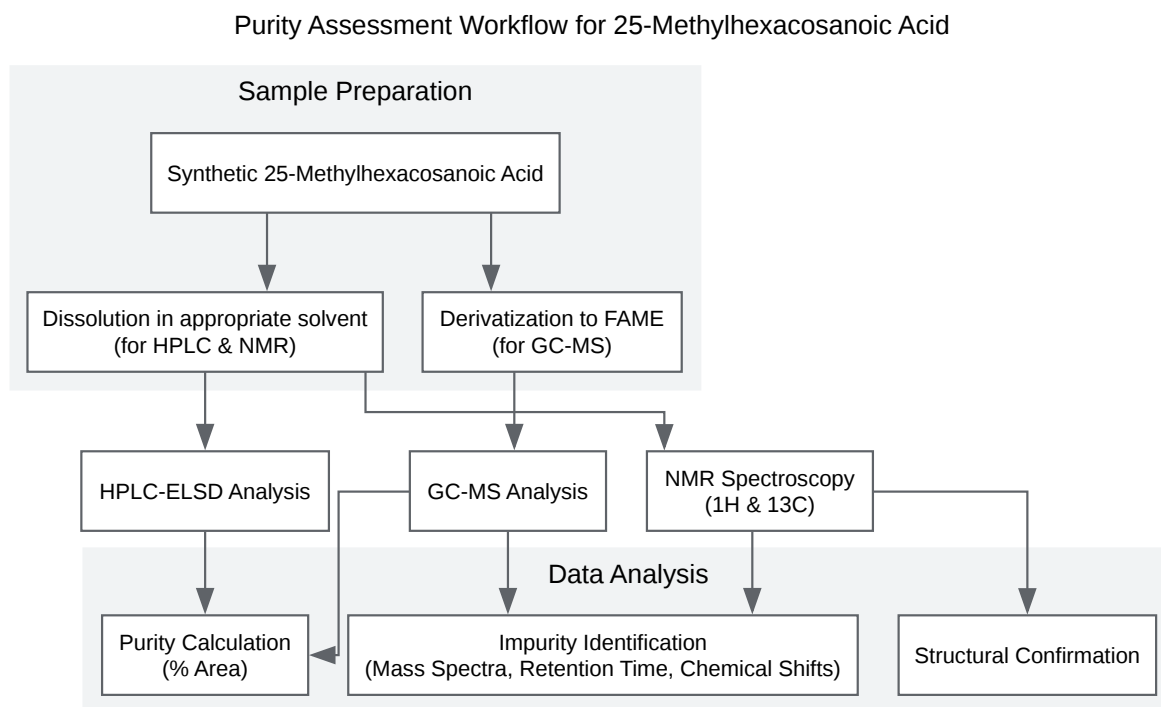 Purity Assessment Workflow for 25-Methylhexacosanoic Acid
Sample Preparation
Synthetic 25-Methylhexacosanoic Acid
Dissolution in appropriate solvent
(for HPLC & NMR)
Derivatization to FAME
(for GC-MS)
HPLC-ELSD Analysis
GC-MS Analysis
NMR Spectroscopy
(1H & 13C)
Data Analysis
Purity Calculation
(% Area)
Impurity Identification
(Mass Spectra, Retention Time, Chemical Shifts)
Structural Confirmation